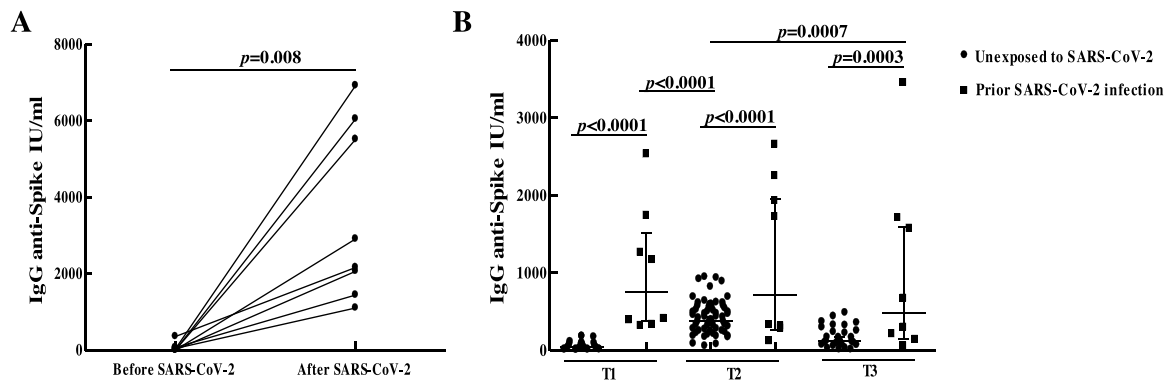 A
IgG anti-Spike IU/ml
8000
6000
4000
2000
0
p=0.008
Before SARS-CoV-2
After SARS-CoV-2
B
IgG anti-Spike IU/ml
4000
3000
2000
1000
0
p=0.0007
p=0.0003
p<0.0001
p<0.0001
p<0.0001
T1
T2
T3
Unexposed to SARS-CoV-2
Prior SARS-CoV-2 infection